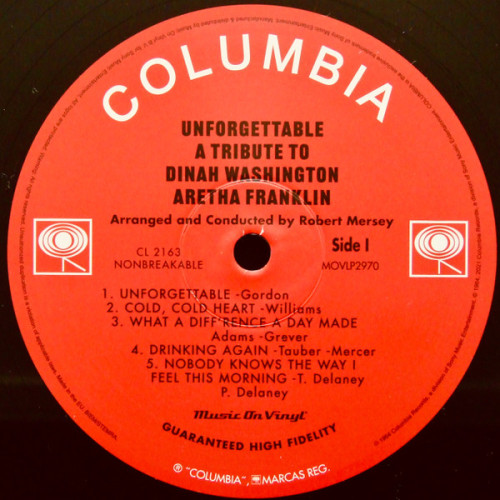 COLUMBIA
UNFORGETTABLE
A TRIBUTE TO
DINAH WASHINGTON
ARETHA FRANKLIN
Arranged and Conducted by Robert Mersey
CL 2163
NONBREAKABLE
Side I
MOVLP2970
1. UNFORGETTABLE -Gordon
2. COLD, COLD HEART -Williams
3. WHAT A DIFF'RENCE A DAY MADE
Adams -Grever
4. DRINKING AGAIN -Tauber -Mercer
5. NOBODY KNOWS THE WAY I
FEEL THIS MORNING -T. Delaney
P. Delaney
Music On Vinyl
GUARANTEED HIGH FIDELITY
® "COLUMBIA", MARCAS REG.